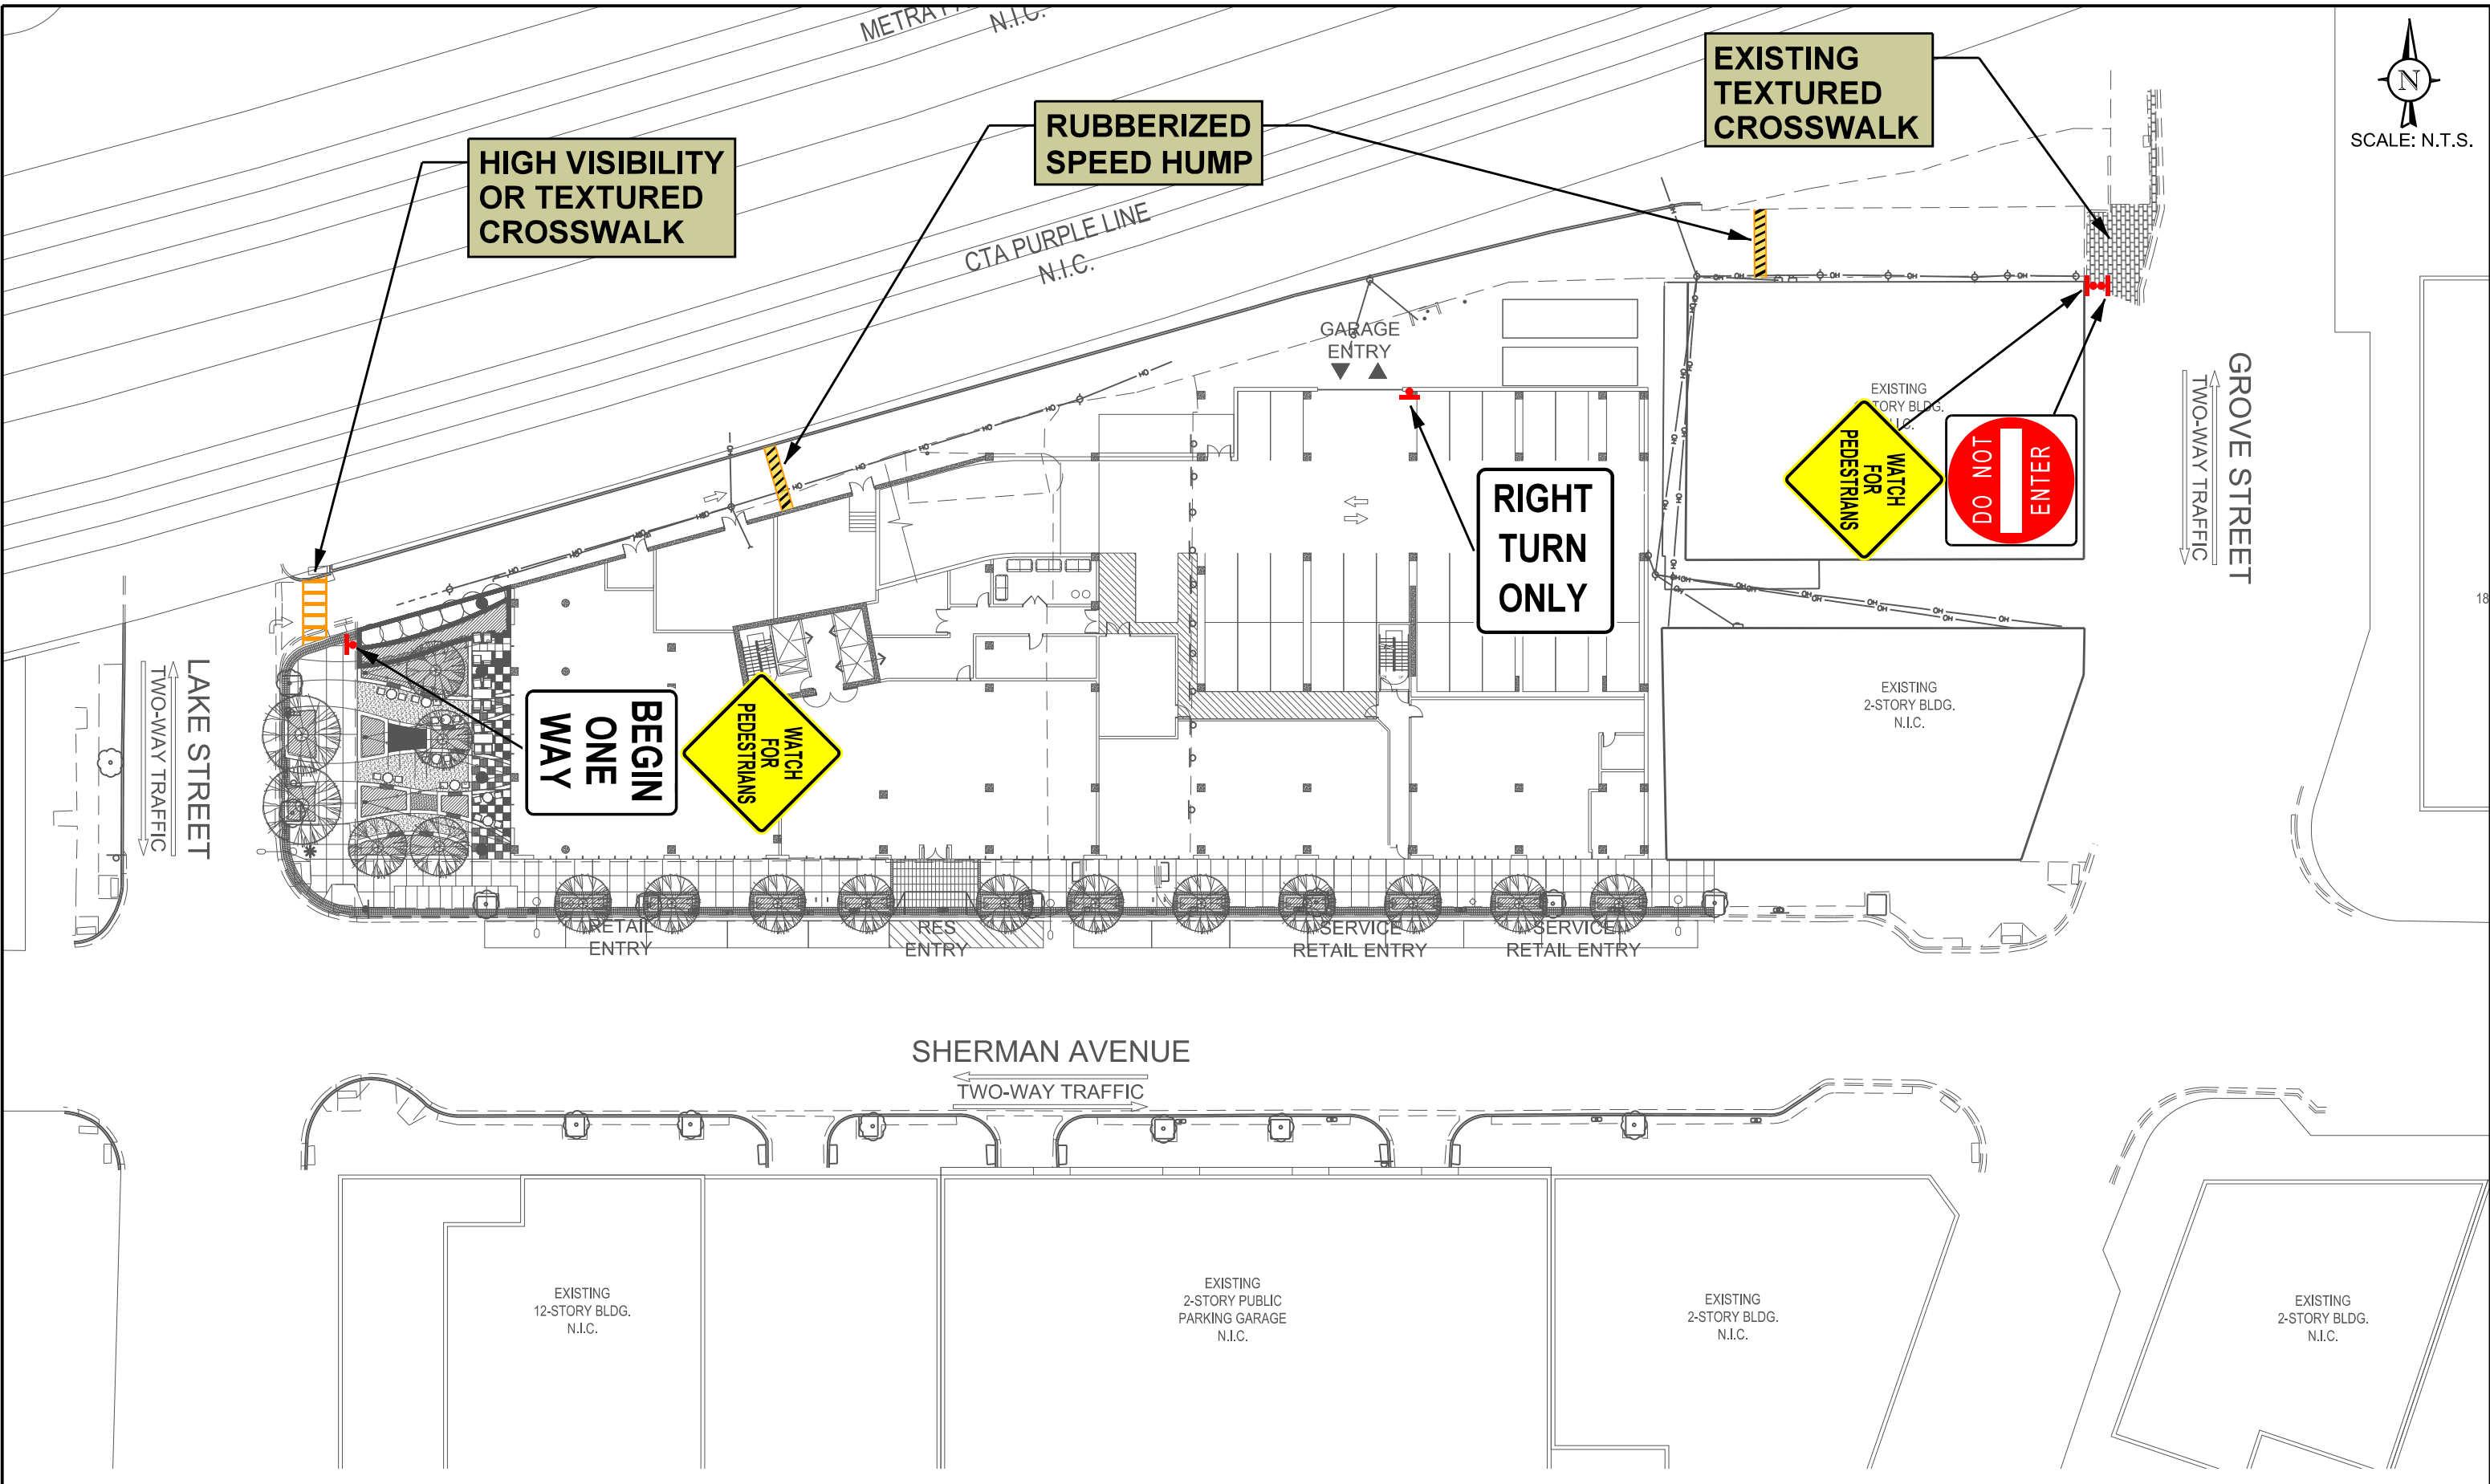 METRA
N.I.C.
N
SCALE: N.T.S.
HIGH VISIBILITY
OR TEXTURED
CROSSWALK
RUBBERIZED
SPEED HUMP
EXISTING
TEXTURED
CROSSWALK
CTA PURPLE LINE
N.I.C.
GARAGE
ENTRY
RIGHT
TURN
ONLY
EXISTING
TORY BLDG.
WATCH
FOR
PEDESTRIANS
DO NOT
ENTER
GROVE STREET
TWO-WAY TRAFFIC
18
EXISTING
2-STORY BLDG.
N.I.C.
LAKE STREET
TWO-WAY TRAFFIC
BEGIN
ONE
WAY
WATCH
FOR
PEDESTRIANS
RETAIL
ENTRY
RES
ENTRY
SERVICE
RETAIL ENTRY
SERVICE
RETAIL ENTRY
SHERMAN AVENUE
TWO-WAY TRAFFIC
EXISTING
12-STORY BLDG.
N.I.C.
EXISTING
2-STORY PUBLIC
PARKING GARAGE
N.I.C.
EXISTING
2-STORY BLDG.
N.I.C.
EXISTING
2-STORY BLDG.
N.I.C.